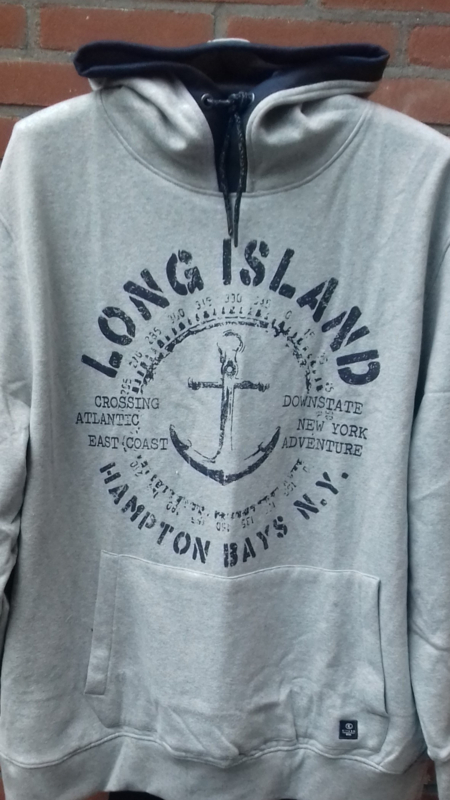 LONG ISLAND
CROSSING
ATLANTIC
EAST COAST
DOWNSTATE
NEW YORK
ADVENTURE
HAMPTON BAYS N.Y.